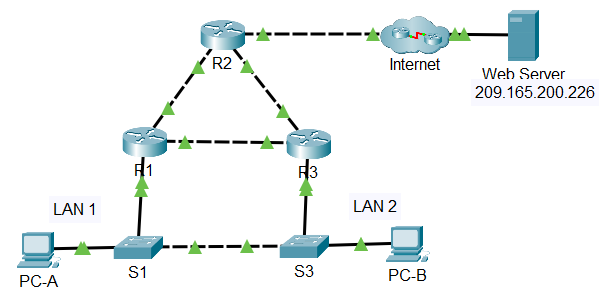 R2
Internet
Web Server
209.165.200.226
R1
R3
LAN 1
LAN 2
S1
S3
PC-A
PC-B